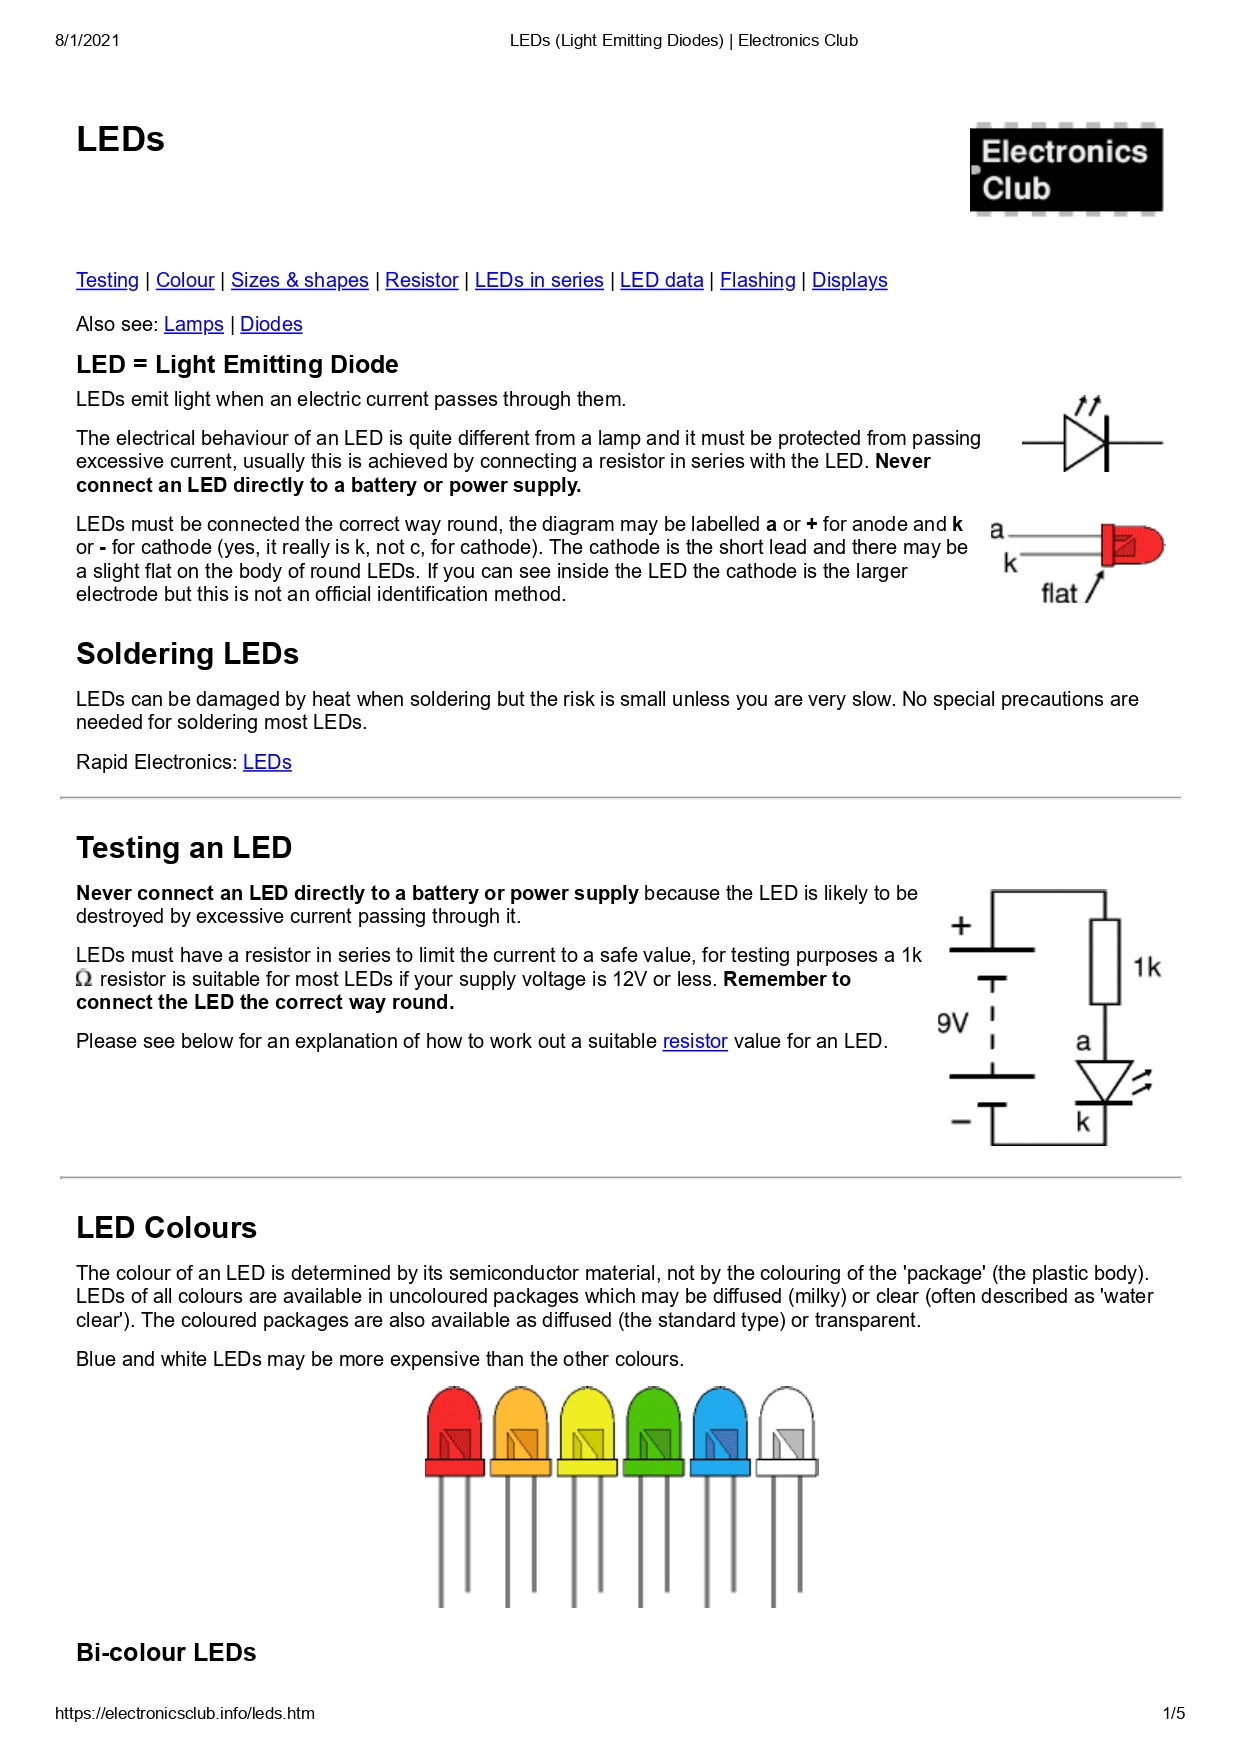 8/1/2021
LEDs (Light Emitting Diodes) | Electronics Club
LEDs
Electronics
Club
Testing | Colour | Sizes & shapes | Resistor | LEDs in series | LED data | Flashing | Displays
Also see: Lamps | Diodes
LED = Light Emitting Diode
LEDs emit light when an electric current passes through them.
The electrical behaviour of an LED is quite different from a lamp and it must be protected from passing
excessive current, usually this is achieved by connecting a resistor in series with the LED. Never
connect an LED directly to a battery or power supply.
LEDs must be connected the correct way round, the diagram may be labelled a or + for anode and k
or - for cathode (yes, it really is k, not c, for cathode). The cathode is the short lead and there may be
a slight flat on the body of round LEDs. If you can see inside the LED the cathode is the larger
electrode but this is not an official identification method.
a
k
flat
Soldering LEDs
LEDs can be damaged by heat when soldering but the risk is small unless you are very slow. No special precautions are
needed for soldering most LEDs.
Rapid Electronics: LEDs
Testing an LED
Never connect an LED directly to a battery or power supply because the LED is likely to be
destroyed by excessive current passing through it.
LEDs must have a resistor in series to limit the current to a safe value, for testing purposes a 1k
Ω resistor is suitable for most LEDs if your supply voltage is 12V or less. Remember to
connect the LED the correct way round.
Please see below for an explanation of how to work out a suitable resistor value for an LED.
+
1k
9V
a
k
−
LED Colours
The colour of an LED is determined by its semiconductor material, not by the colouring of the 'package' (the plastic body).
LEDs of all colours are available in uncoloured packages which may be diffused (milky) or clear (often described as 'water
clear'). The coloured packages are also available as diffused (the standard type) or transparent.
Blue and white LEDs may be more expensive than the other colours.
Bi-colour LEDs
https://electronicsclub.info/leds.htm
1/5